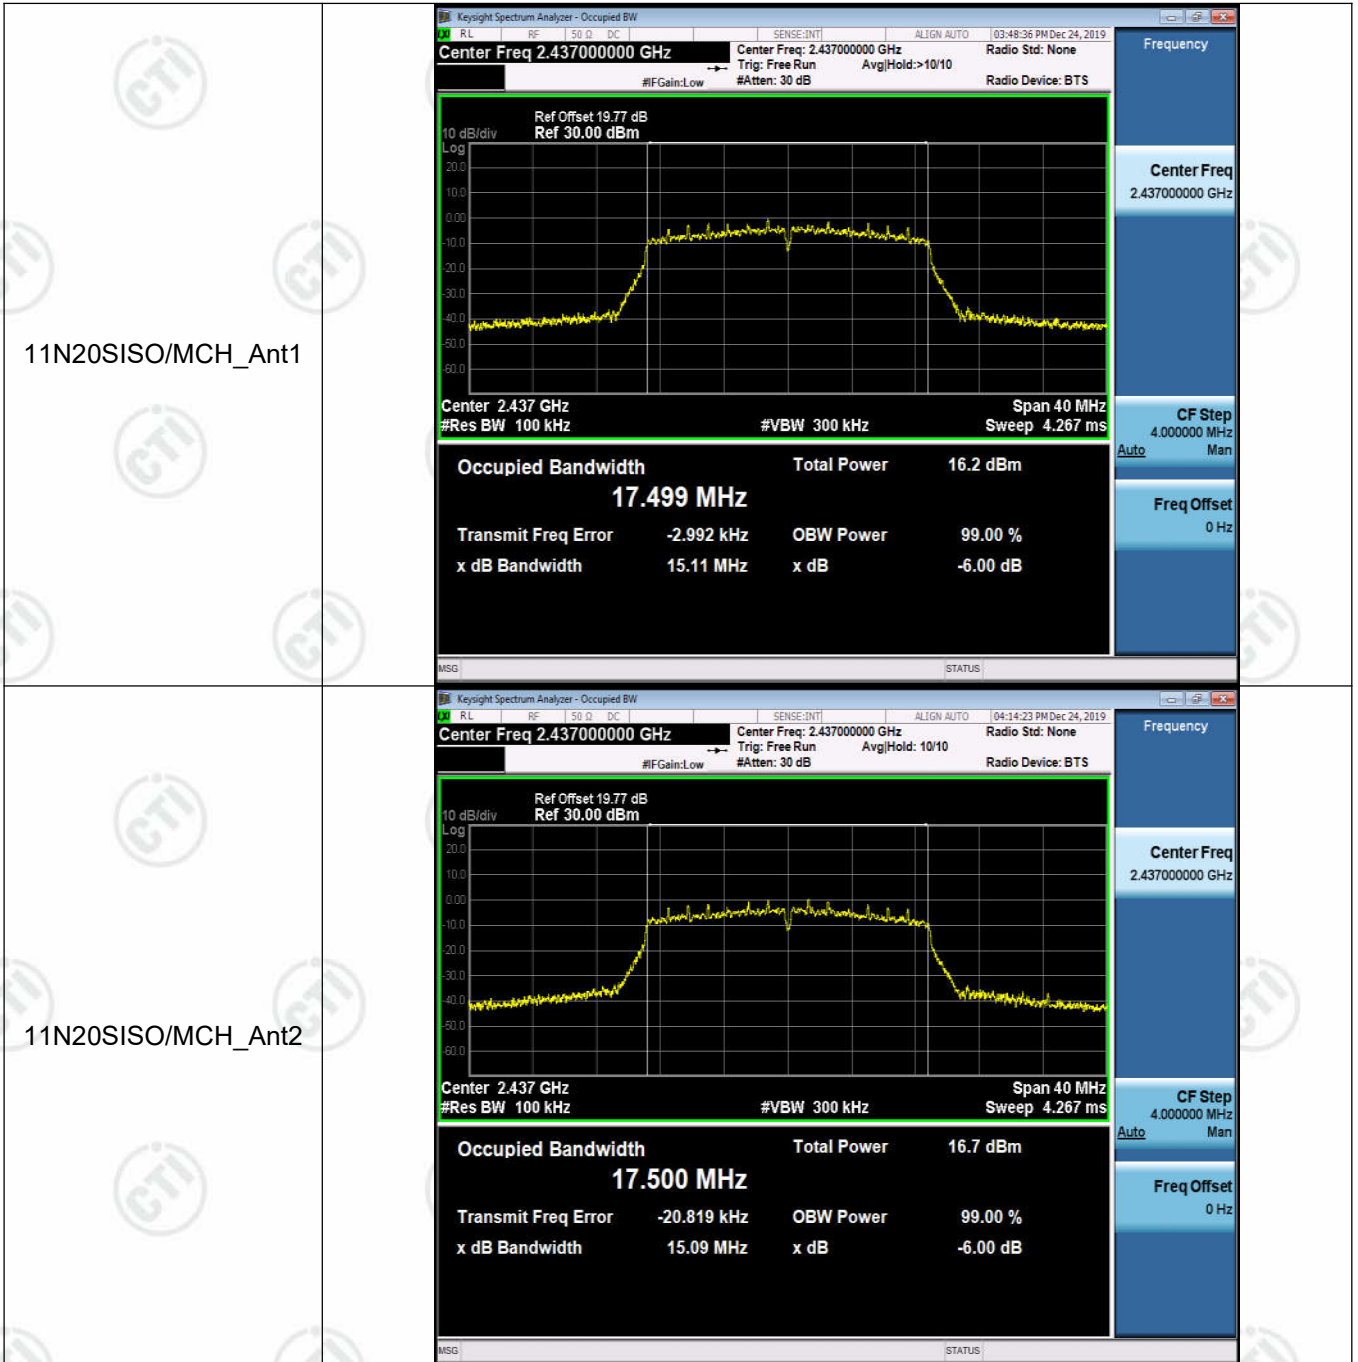 11N20SISO/MCH_Ant1
Keysight Spectrum Analyzer - Occupied BW
RL RF 50 Ω DC SENSE:INT ALIGN AUTO 03:48:36 PM Dec 24, 2019
Center Freq 2.437000000 GHz
Center Freq: 2.437000000 GHz Radio Std: None
Trig: Free Run Avg|Hold:>10/10
#IFGain:Low #Atten: 30 dB Radio Device: BTS
Ref Offset 19.77 dB
10 dB/div Ref 30.00 dBm
Log
20.0
10.0
0.00
-10.0
-20.0
-30.0
-40.0
-50.0
-60.0
Center 2.437 GHz Span 40 MHz
#Res BW 100 kHz #VBW 300 kHz Sweep 4.267 ms
Occupied Bandwidth Total Power 16.2 dBm
17.499 MHz
Transmit Freq Error -2.992 kHz OBW Power 99.00 %
x dB Bandwidth 15.11 MHz x dB -6.00 dB
MSG STATUS
Frequency
Center Freq
2.437000000 GHz
CF Step
4.000000 MHz
Auto Man
Freq Offset
0 Hz
11N20SISO/MCH_Ant2
Keysight Spectrum Analyzer - Occupied BW
RL RF 50 Ω DC SENSE:INT ALIGN AUTO 04:14:23 PM Dec 24, 2019
Center Freq 2.437000000 GHz
Center Freq: 2.437000000 GHz Radio Std: None
Trig: Free Run Avg|Hold: 10/10
#IFGain:Low #Atten: 30 dB Radio Device: BTS
Ref Offset 19.77 dB
10 dB/div Ref 30.00 dBm
Log
20.0
10.0
0.00
-10.0
-20.0
-30.0
-40.0
-50.0
-60.0
Center 2.437 GHz Span 40 MHz
#Res BW 100 kHz #VBW 300 kHz Sweep 4.267 ms
Occupied Bandwidth Total Power 16.7 dBm
17.500 MHz
Transmit Freq Error -20.819 kHz OBW Power 99.00 %
x dB Bandwidth 15.09 MHz x dB -6.00 dB
MSG STATUS
Frequency
Center Freq
2.437000000 GHz
CF Step
4.000000 MHz
Auto Man
Freq Offset
0 Hz
CTI